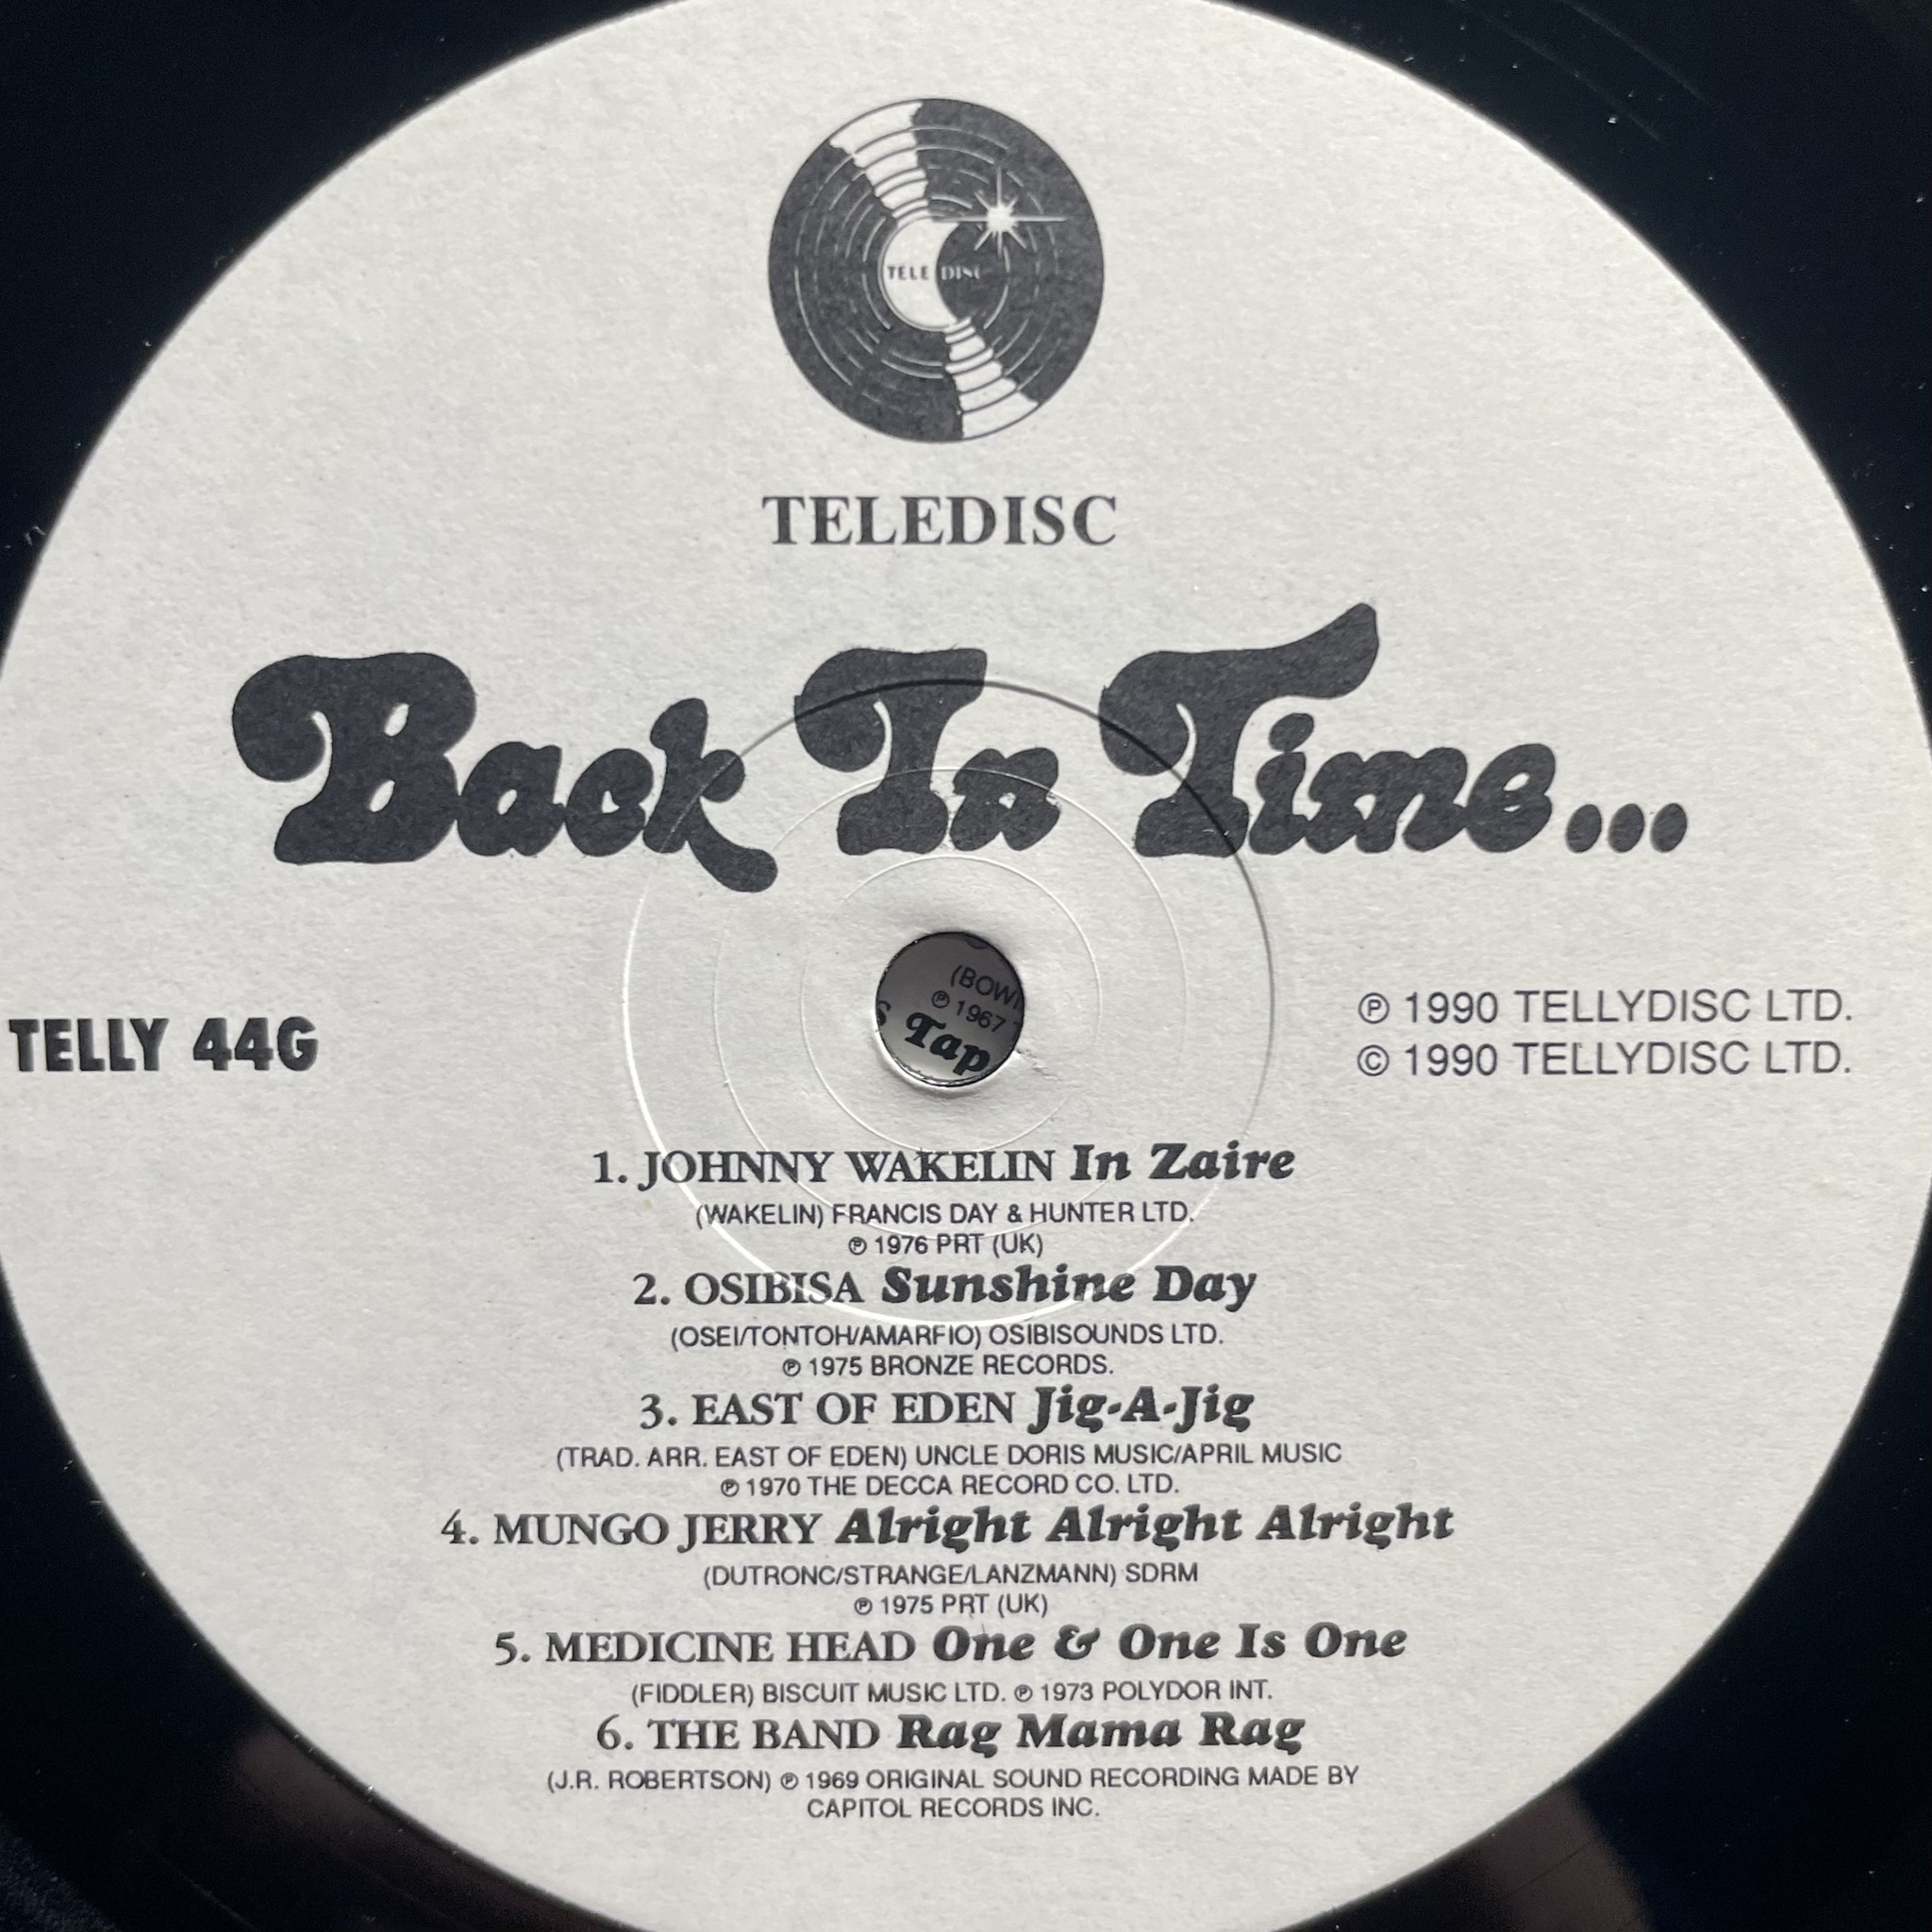 TELE DISC
TELEDISC
Back In Time...
(BOW
℗ 1967
Tap
TELLY 44G
℗ 1990 TELLYDISC LTD.
© 1990 TELLYDISC LTD.
1. JOHNNY WAKELIN In Zaire
(WAKELIN) FRANCIS DAY & HUNTER LTD.
℗ 1976 PRT (UK)
2. OSIBISA Sunshine Day
(OSEI/TONTOH/AMARFIO) OSIBISOUNDS LTD.
℗ 1975 BRONZE RECORDS.
3. EAST OF EDEN Jig-A-Jig
(TRAD. ARR. EAST OF EDEN) UNCLE DORIS MUSIC/APRIL MUSIC
℗ 1970 THE DECCA RECORD CO. LTD.
4. MUNGO JERRY Alright Alright Alright
(DUTRONC/STRANGE/LANZMANN) SDRM
℗ 1975 PRT (UK)
5. MEDICINE HEAD One & One Is One
(FIDDLER) BISCUIT MUSIC LTD. ℗ 1973 POLYDOR INT.
6. THE BAND Rag Mama Rag
(J.R. ROBERTSON) ℗ 1969 ORIGINAL SOUND RECORDING MADE BY
CAPITOL RECORDS INC.